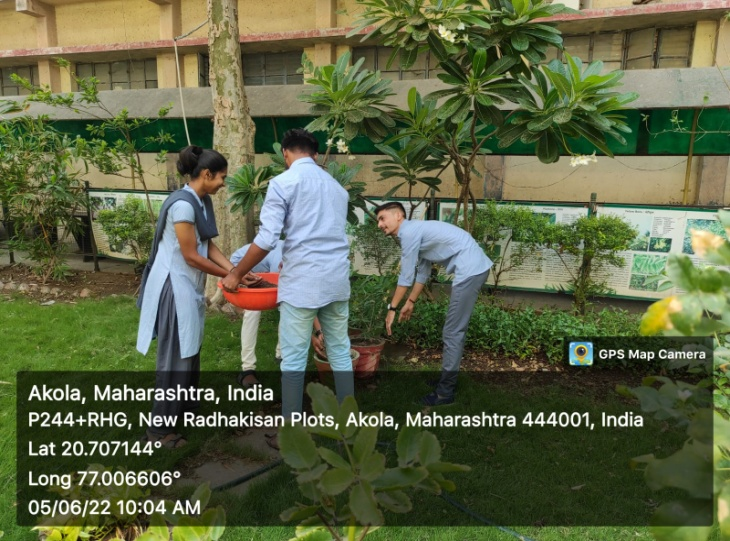 GPS Map Camera
Akola, Maharashtra, India
P244+RHG, New Radhakisan Plots, Akola, Maharashtra 444001, India
Lat 20.707144°
Long 77.006606°
05/06/22 10:04 AM